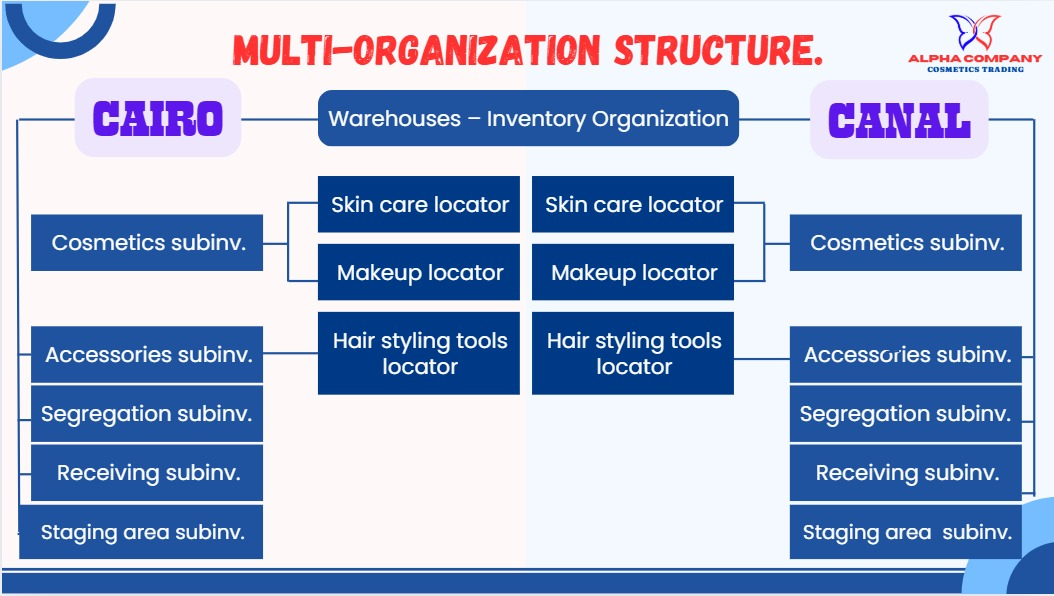 MULTI-ORGANIZATION STRUCTURE.
ALPHA COMPANY
COSMETICS TRADING
CAIRO
Warehouses – Inventory Organization
CANAL
Cosmetics subinv.
Skin care locator
Makeup locator
Skin care locator
Makeup locator
Cosmetics subinv.
Accessories subinv.
Hair styling tools
locator
Hair styling tools
locator
Accessories subinv.
Segregation subinv.
Segregation subinv.
Receiving subinv.
Receiving subinv.
Staging area subinv.
Staging area  subinv.